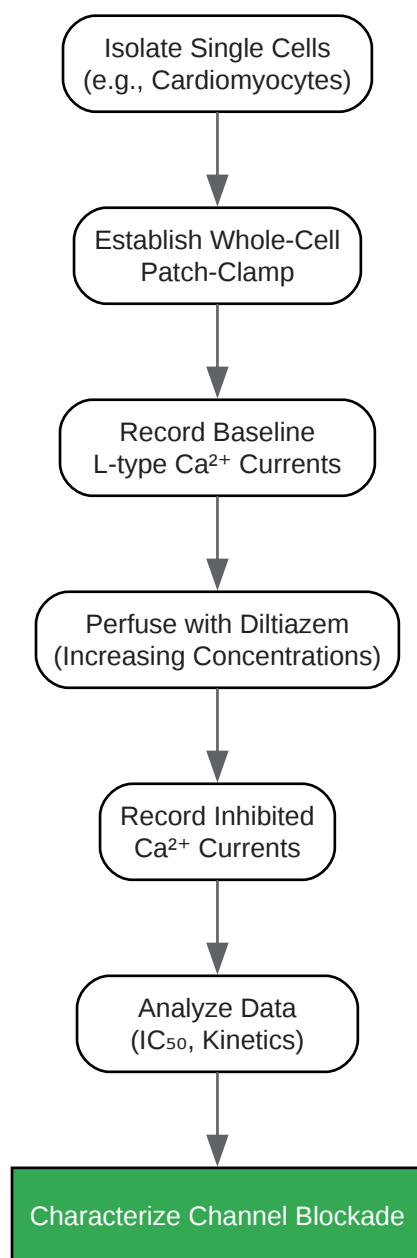 Isolate Single Cells
(e.g., Cardiomyocytes)
Establish Whole-Cell
Patch-Clamp
Record Baseline
L-type Ca²⁺ Currents
Perfuse with Diltiazem
(Increasing Concentrations)
Record Inhibited
Ca²⁺ Currents
Analyze Data
(IC₅₀, Kinetics)
Characterize Channel Blockade